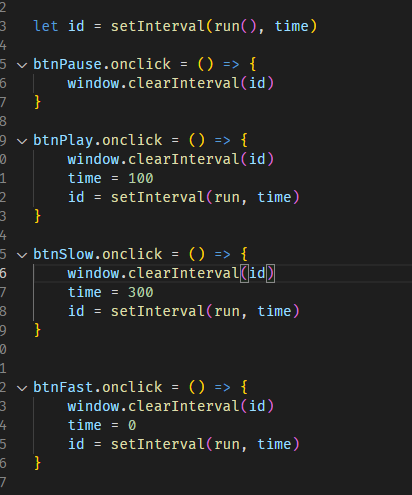 2
3 let id = setInterval(run(), time)
4
5 btnPause.onclick = () => {
6 window.clearInterval(id)
7 }
8
9 btnPlay.onclick = () => {
0 window.clearInterval(id)
1 time = 100
2 id = setInterval(run, time)
3 }
4
5 btnSlow.onclick = () => {
6 window.clearInterval(id)
7 time = 300
8 id = setInterval(run, time)
9 }
0
1
2 btnFast.onclick = () => {
3 window.clearInterval(id)
4 time = 0
5 id = setInterval(run, time)
6 }
7